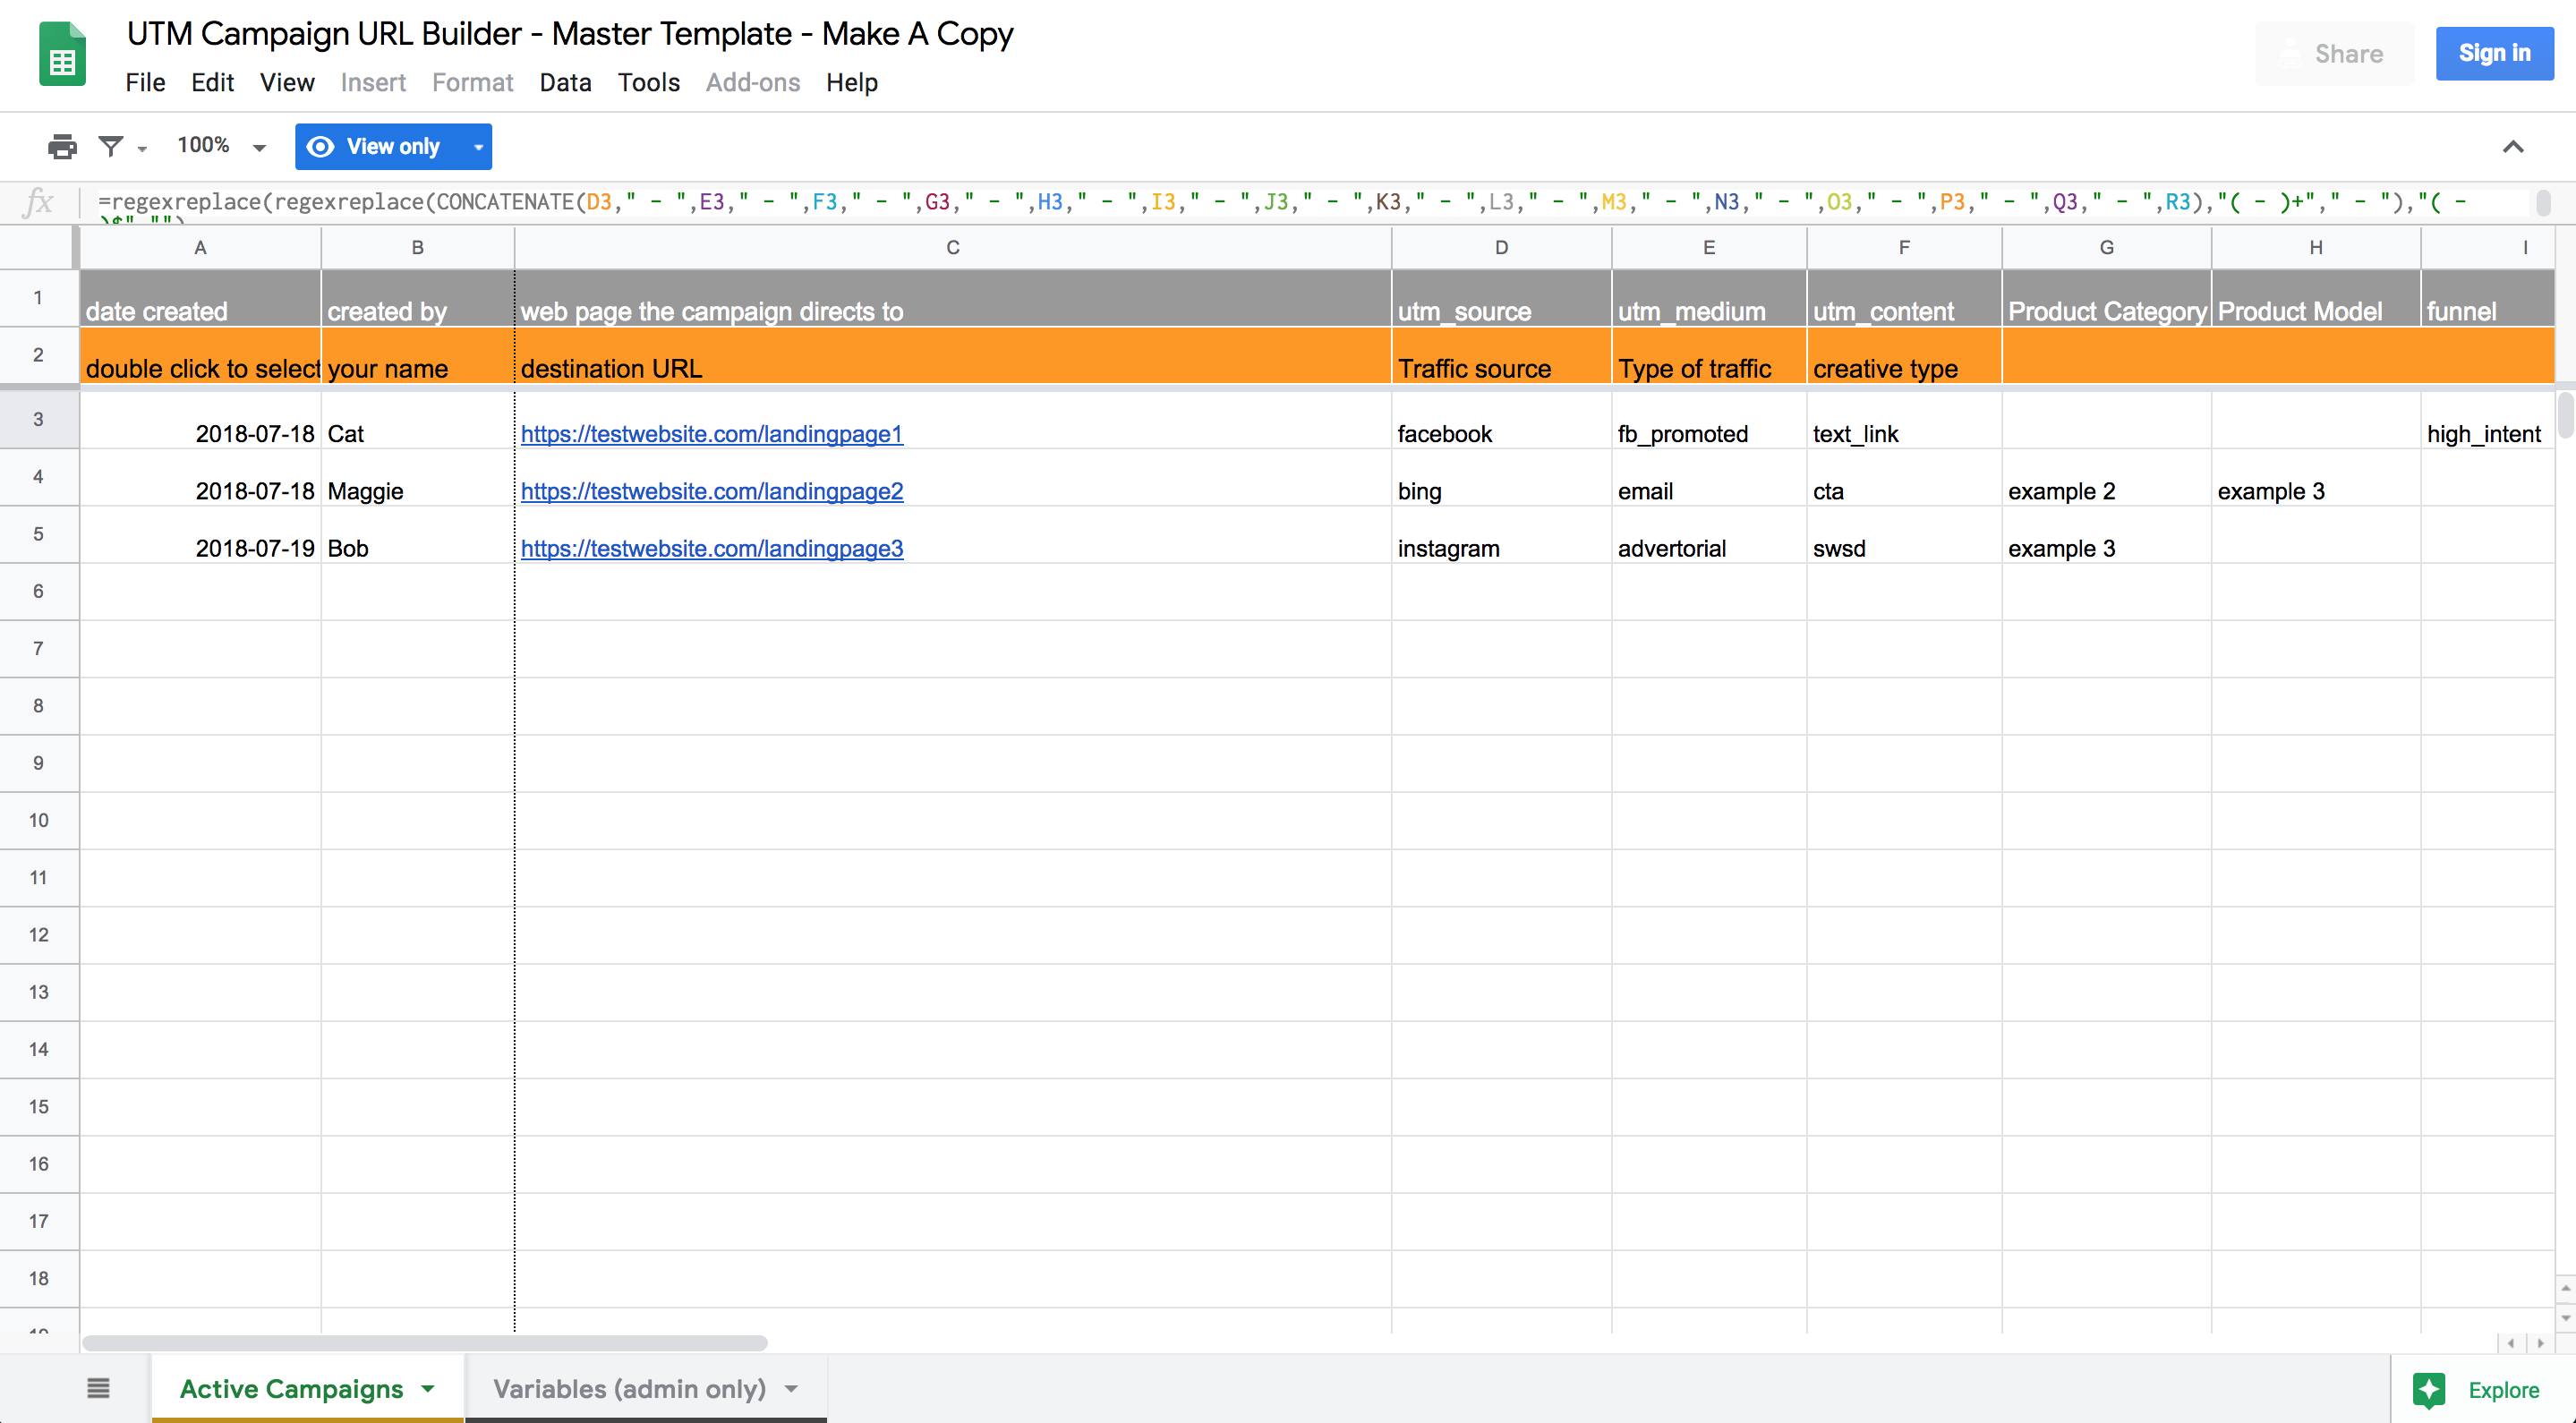 UTM Campaign URL Builder - Master Template - Make A Copy
File Edit View Insert Format Data Tools Add-ons Help
Share
Sign in
100%
View only
fx
=regexreplace(regexreplace(CONCATENATE(D3," - ",E3," - ",F3," - ",G3," - ",H3," - ",I3," - ",J3," - ",K3," - ",L3," - ",M3," - ",N3," - ",O3," - ",P3," - ",Q3," - ",R3),"( - )+"," - "),"( -
)$","")
A B C D E F G H I
1 date created created by web page the campaign directs to utm_source utm_medium utm_content Product Category Product Model funnel
2 double click to select your name destination URL Traffic source Type of traffic creative type
3 2018-07-18 Cat https://testwebsite.com/landingpage1 facebook fb_promoted text_link high_intent
4 2018-07-18 Maggie https://testwebsite.com/landingpage2 bing email cta example 2 example 3
5 2018-07-19 Bob https://testwebsite.com/landingpage3 instagram advertorial swsd example 3
6
7
8
9
10
11
12
13
14
15
16
17
18
19
Active Campaigns Variables (admin only) Explore